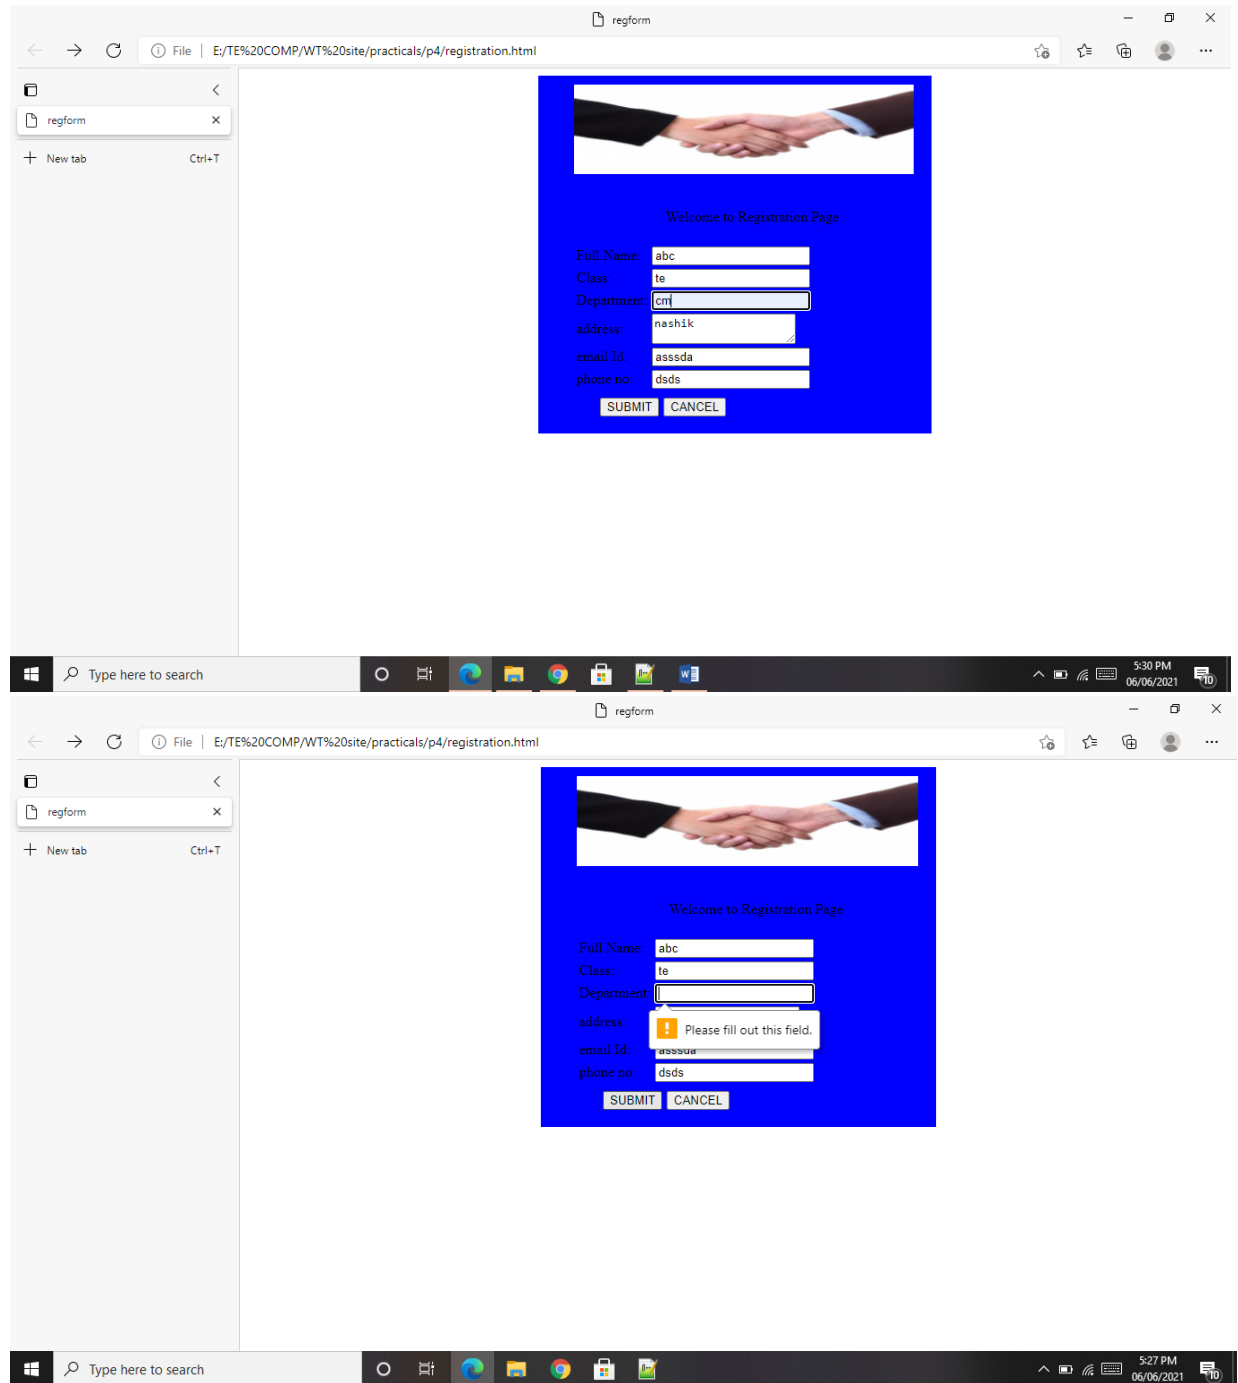 regform
File | E:/TE%20COMP/WT%20site/practicals/p4/registration.html
regform
New tab Ctrl+T
Welcome to Registration Page
Full Name: abc
Class: te
Department: cm
address: nashik
email Id: asssda
phone no: dsds
SUBMIT CANCEL
Type here to search
5:30 PM
06/06/2021
10
regform
File | E:/TE%20COMP/WT%20site/practicals/p4/registration.html
regform
New tab Ctrl+T
Welcome to Registration Page
Full Name: abc
Class: te
Department:
address:
Please fill out this field.
email Id: asssda
phone no: dsds
SUBMIT CANCEL
Type here to search
5:27 PM
06/06/2021
10